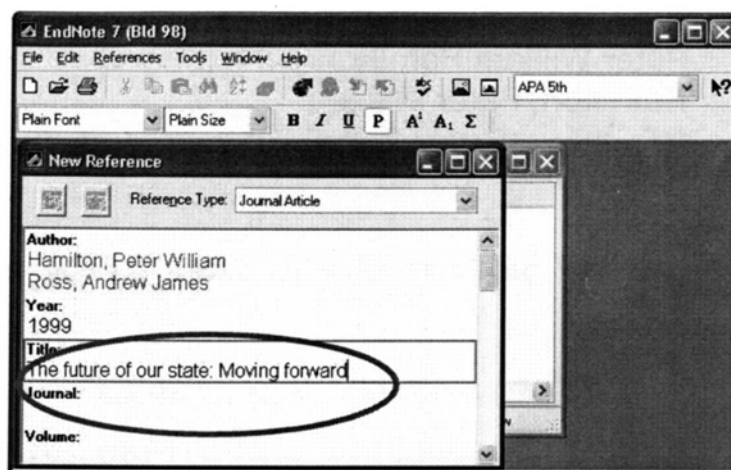 EndNote 7 (Bld 98)
File Edit References Tools Window Help
APA 5th
Plain Font Plain Size B I U P A¹ A₁ Σ
New Reference
Reference Type: Journal Article
Author:
Hamilton, Peter William
Ross, Andrew James
Year:
1999
Title:
The future of our state: Moving forward
Journal:
Volume: